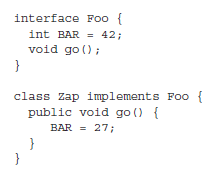 interface Foo {
  int BAR = 42;
  void go();
}

class Zap implements Foo {
  public void go() {
    BAR = 27;
  }
}